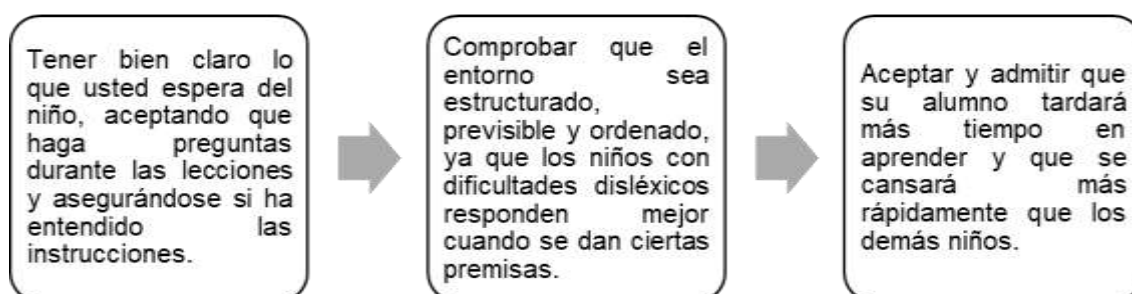 Tener bien claro lo
que usted espera del
niño, aceptando que
haga preguntas
durante las lecciones
y asegurándose si ha
entendido las
instrucciones.
Comprobar que el
entorno sea
estructurado,
previsible y ordenado,
ya que los niños con
dificultades disléxicos
responden mejor
cuando se dan ciertas
premisas.
Aceptar y admitir que
su alumno tardará
más tiempo en
aprender y que se
cansará más
rápidamente que los
demás niños.